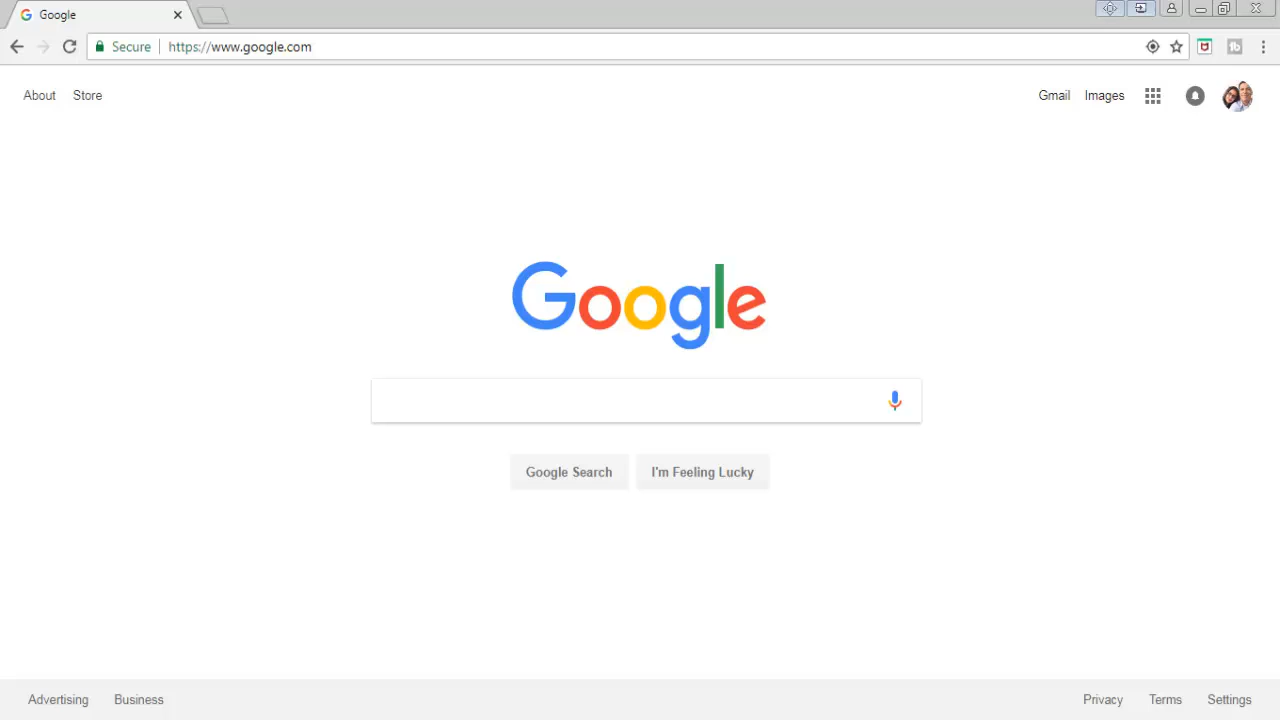 Google
Secure https://www.google.com
About Store Gmail Images
Google
Google Search I'm Feeling Lucky
Advertising Business Privacy Terms Settings